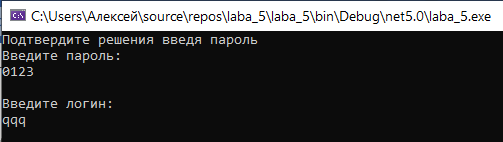 C:\Users\Алексей\source\repos\laba_5\laba_5\bin\Debug\net5.0\laba_5.exe
Подтвердите решения введя пароль
Введите пароль:
0123
Введите логин:
qqq